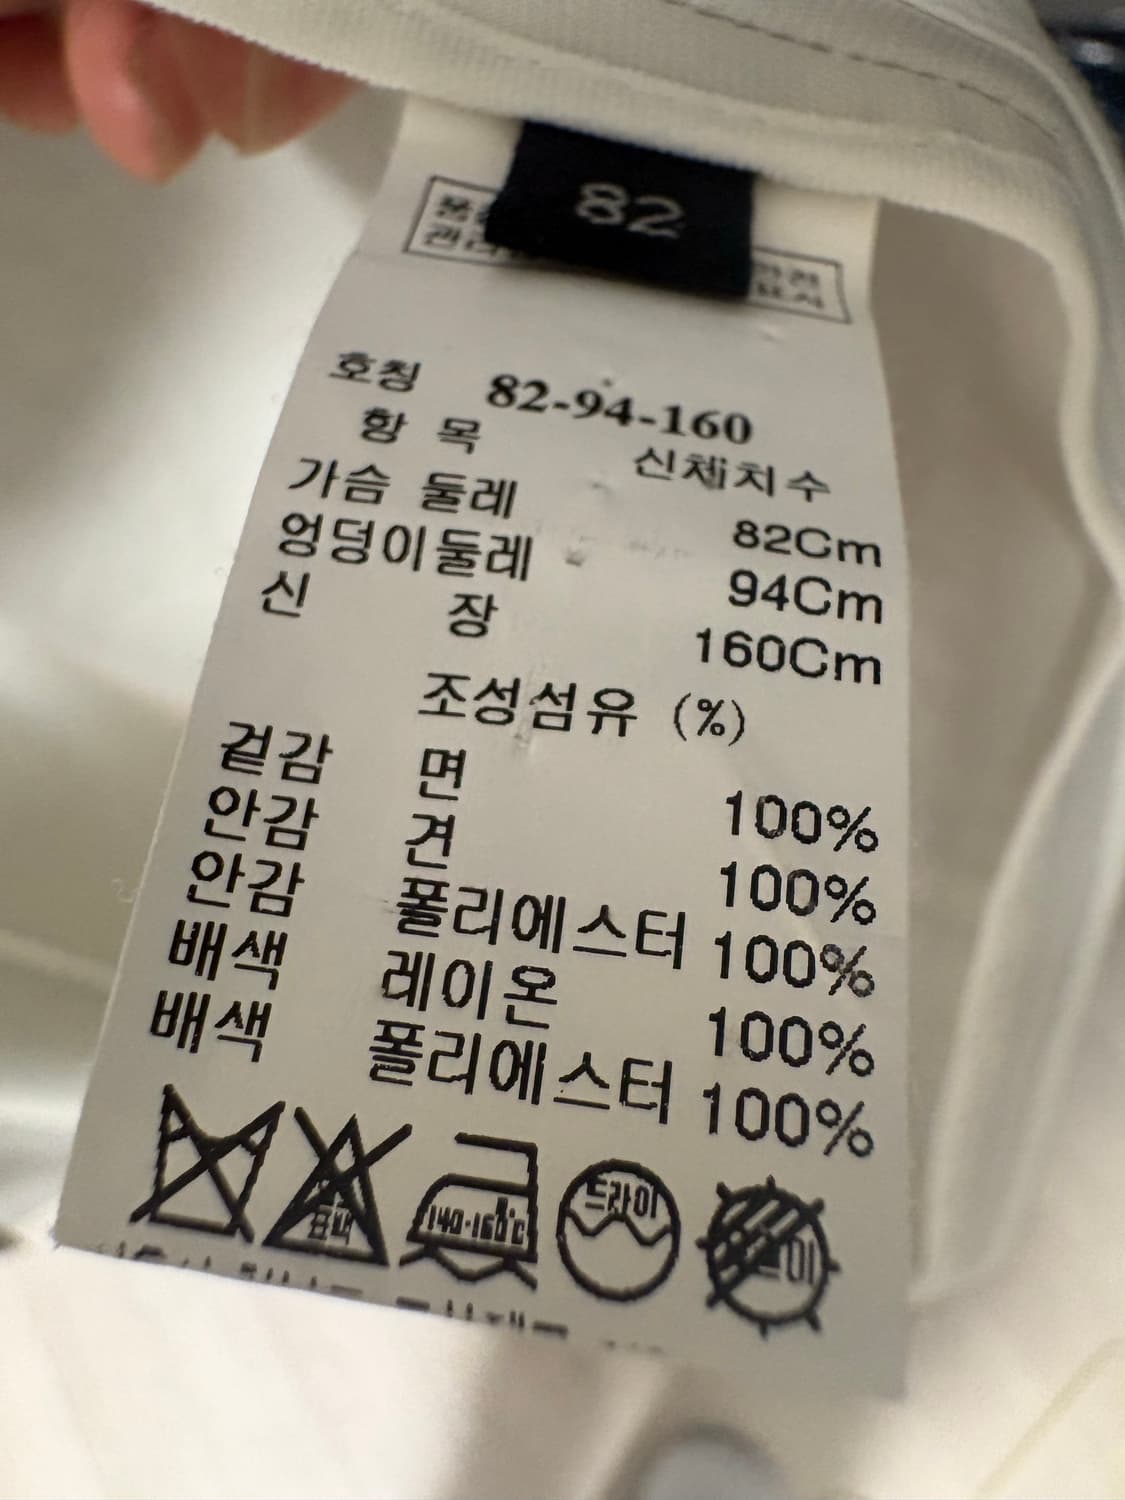 82
호칭 82-94-160
항 목 신체치수
가슴 둘레 82Cm
엉덩이둘레 94Cm
신 장 160Cm
조성섬유 (%)
겉감 면 100%
안감 견 100%
안감 폴리에스터 100%
배색 레이온 100%
배색 폴리에스터 100%
표백 140-160℃ 드라이